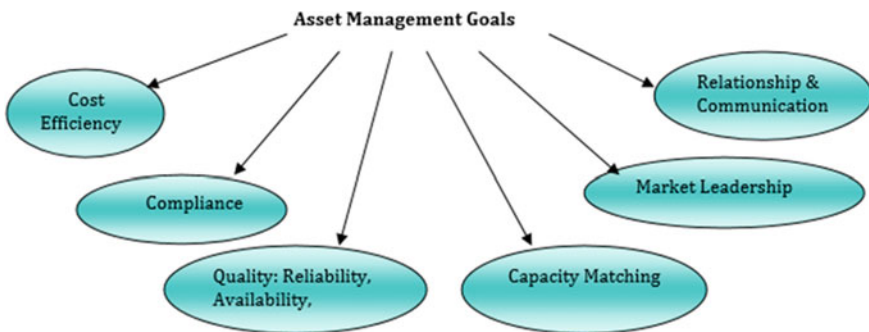 Asset Management Goals
Cost
Efficiency
Relationship &
Communication
Compliance
Market Leadership
Quality: Reliability,
Availability,
Capacity Matching